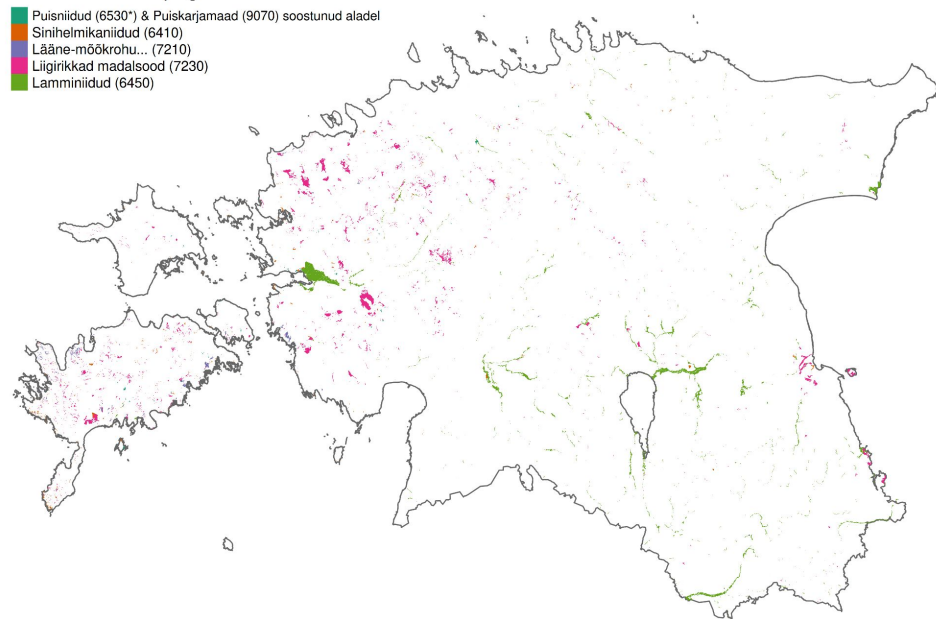 Puisniidud (6530*) & Puiskarjamaad (9070) soostunud aladel
Sinihelmikaniidud (6410)
Lääne-mõõkrohu... (7210)
Liigirikkad madalsood (7230)
Lamminiidud (6450)